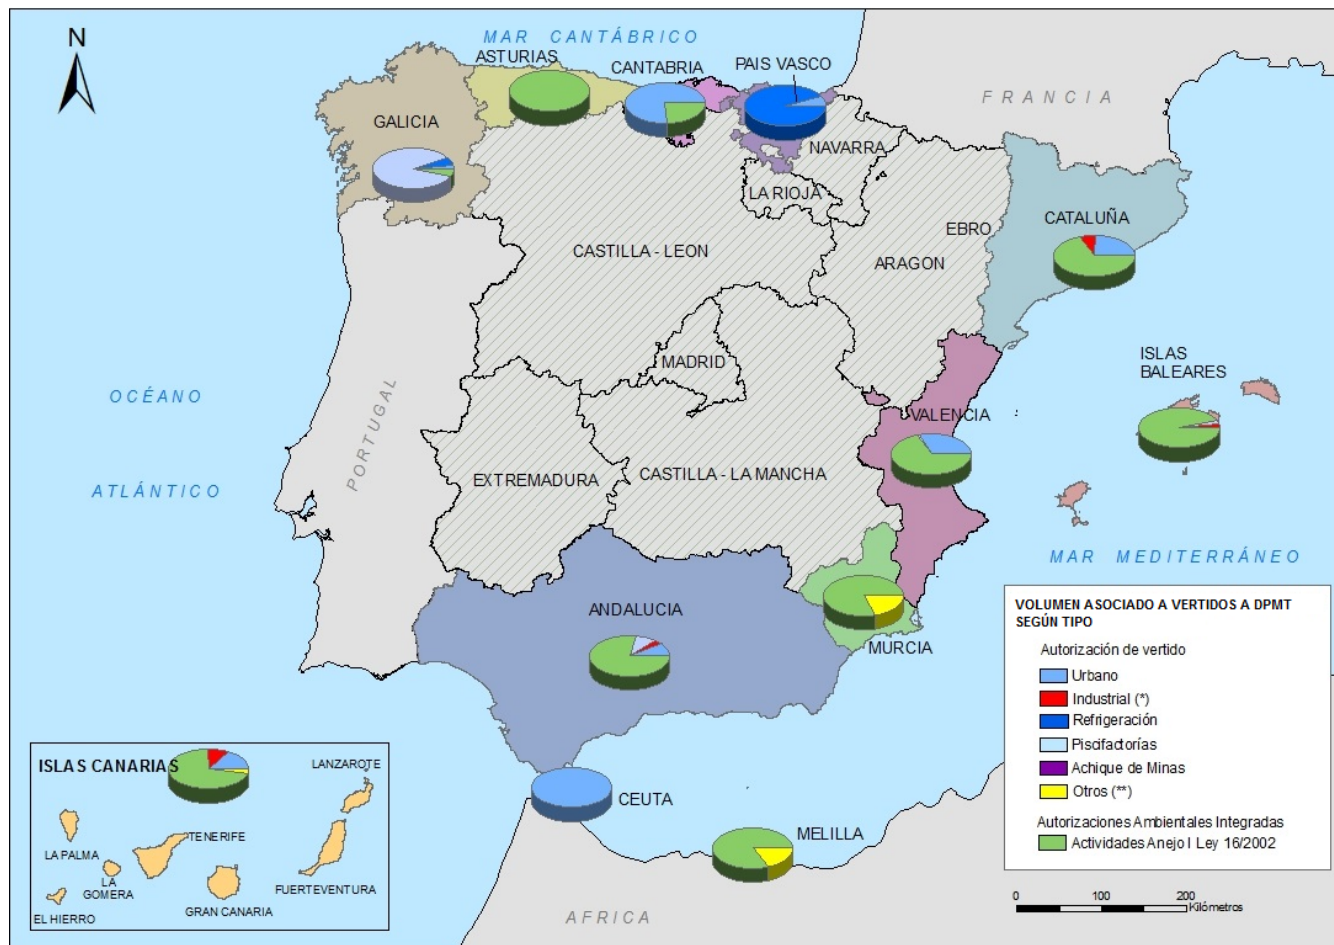 N
MAR CANTÁBRICO
ASTURIAS
CANTABRIA
PAIS VASCO
FRANCIA
GALICIA
NAVARRA
LA RIOJA
CATALUÑA
EBRO
CASTILLA - LEON
ARAGON
MADRID
ISLAS
BALEARES
OCÉANO
ATLÁNTICO
PORTUGAL
VALENCIA
EXTREMADURA
CASTILLA - LA MANCHA
MAR MEDITERRÁNEO
ANDALUCIA
MURCIA
VOLUMEN ASOCIADO A VERTIDOS A DPMT
SEGÚN TIPO
Autorización de vertido
Urbano
Industrial (*)
Refrigeración
Piscifactorías
Achique de Minas
Otros (**)
Autorizaciones Ambientales Integradas
Actividades Anejo I Ley 16/2002
0 100 200
Kilómetros
ISLAS CANARIAS
LANZAROTE
LA PALMA
TENERIFE
LA
GOMERA
FUERTEVENTURA
EL HIERRO
GRAN CANARIA
CEUTA
MELILLA
AFRICA